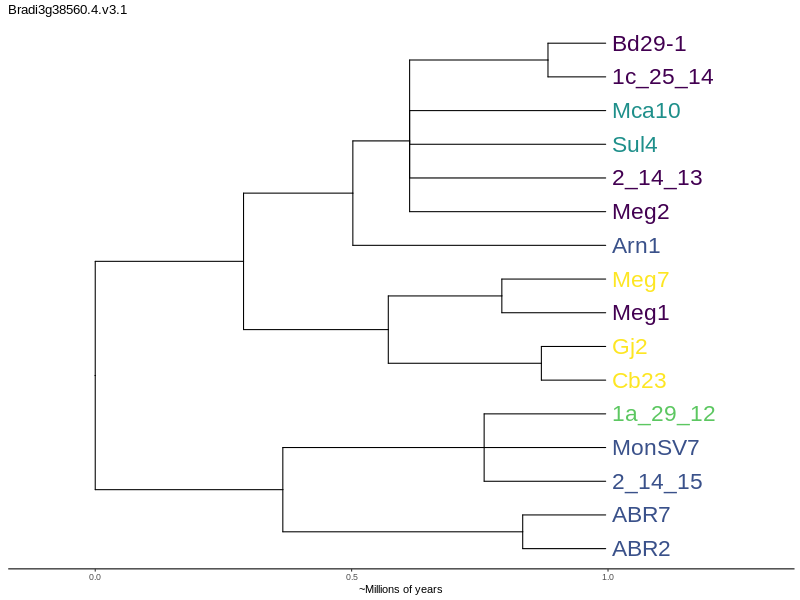 Bradi3g38560.4.v3.1
Bd29-1
1c_25_14
Mca10
Sul4
2_14_13
Meg2
Arn1
Meg7
Meg1
Gj2
Cb23
1a_29_12
MonSV7
2_14_15
ABR7
ABR2
0.0 0.5 1.0
~Millions of years